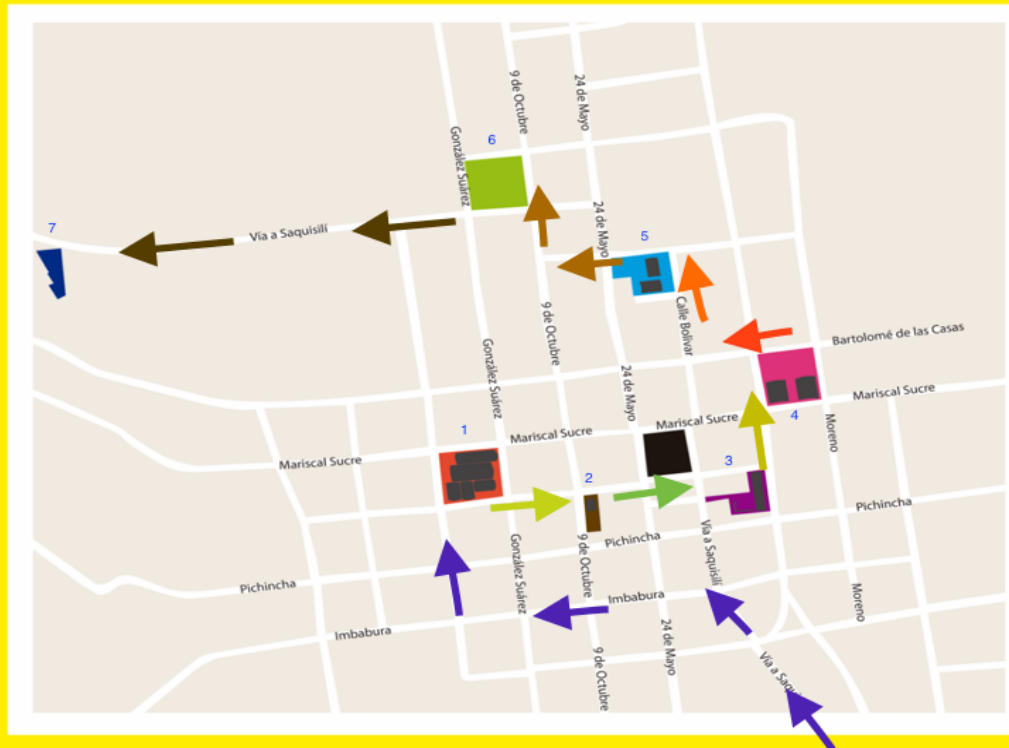 9 de Octubre
24 de Mayo
6
González Suárez
24 de Mayo
7
Vía a Saquisilí
5
Calle Bolívar
9 de Octubre
Bartolomé de las Casas
González Suárez
24 de Mayo
Mariscal Sucre
Mariscal Sucre
4
Moreno
1
Mariscal Sucre
Mariscal Sucre
3
2
Pichincha
Vía a Saquisilí
Pichincha
9 de Octubre
González Suárez
Pichincha
Imbabura
Moreno
Imbabura
24 de Mayo
9 de Octubre
Vía a